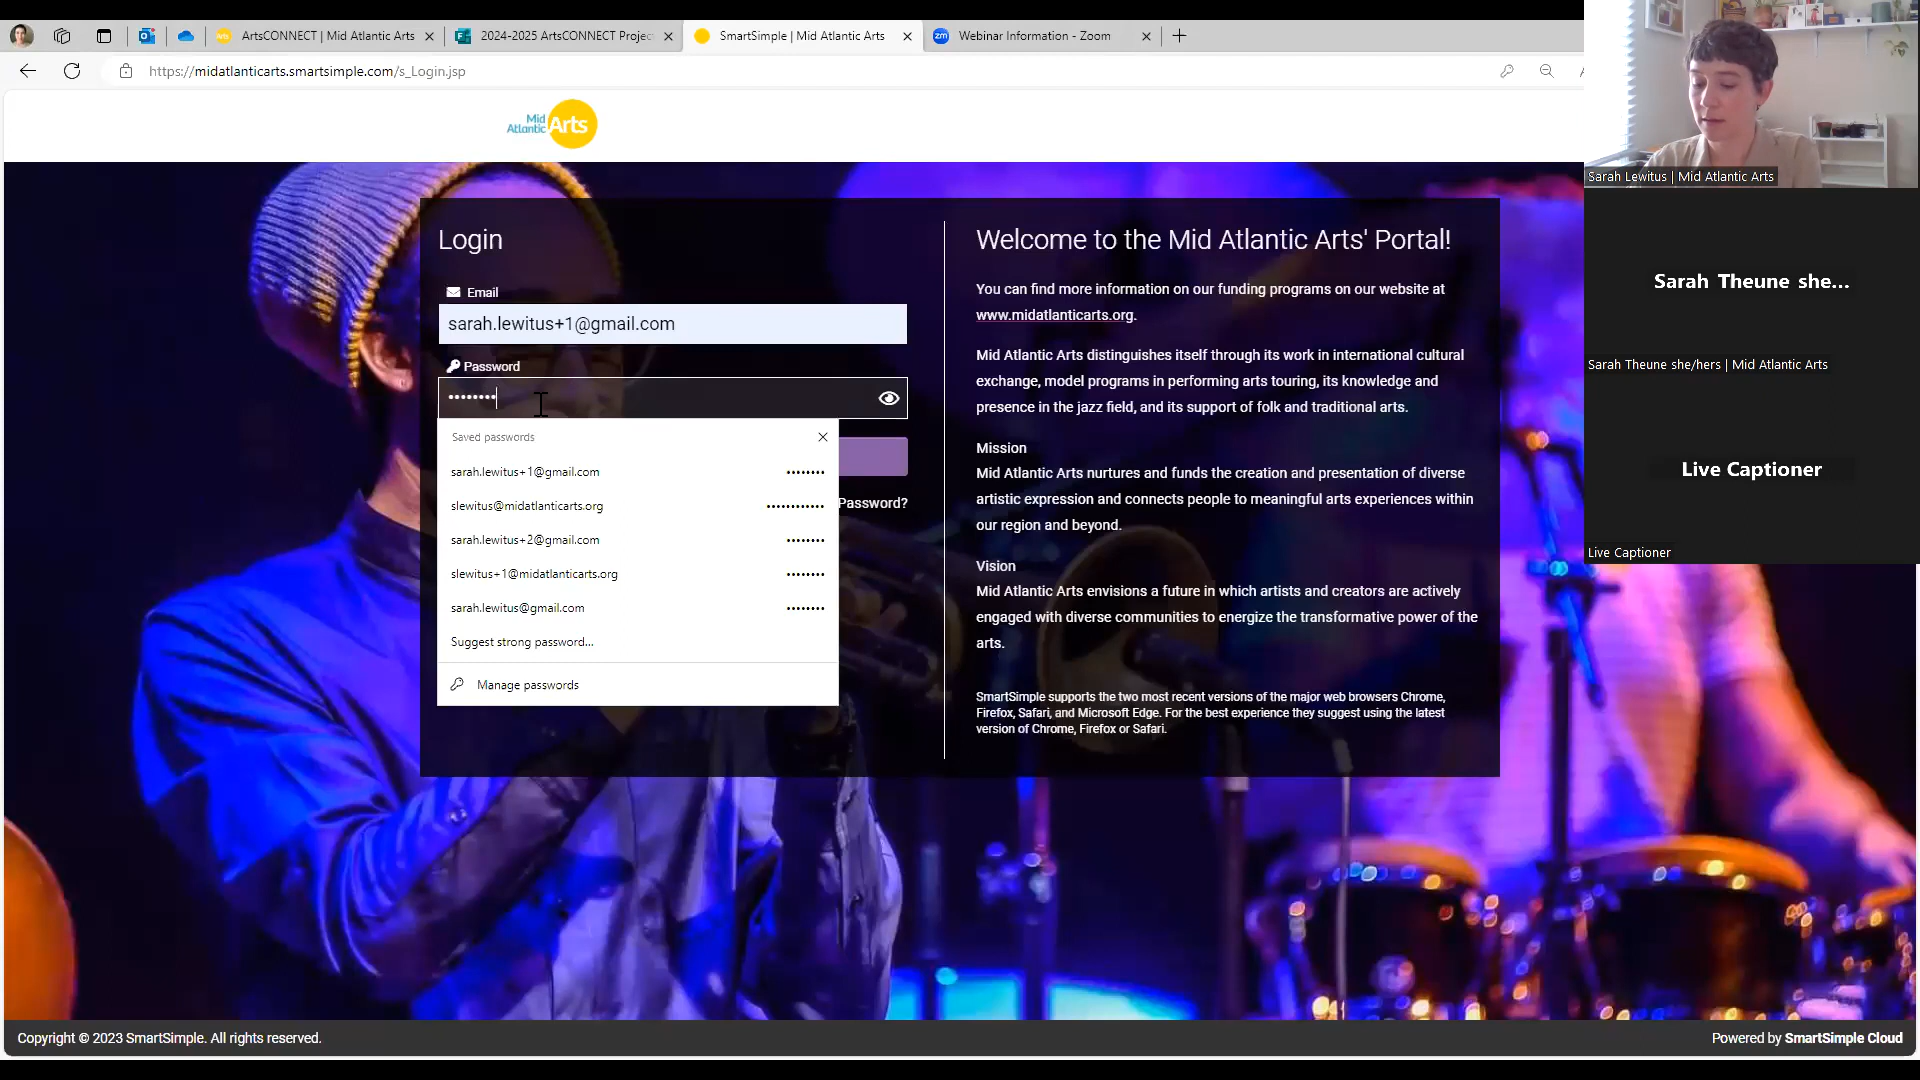 ArtsCONNECT | Mid Atlantic Arts
2024-2025 ArtsCONNECT Projec
SmartSimple | Mid Atlantic Arts
zm
Webinar Information - Zoom
https://midatlanticarts.smartsimple.com/s_Login.jsp
Mid
Atlantic Arts
Login
Email
sarah.lewitus+1@gmail.com
Password
••••••••
Saved passwords
sarah.lewitus+1@gmail.com ••••••••
slewitus@midatlanticarts.org ••••••••••••
sarah.lewitus+2@gmail.com ••••••••
slewitus+1@midatlanticarts.org ••••••••
sarah.lewitus@gmail.com ••••••••
Suggest strong password...
Manage passwords
Password?
Welcome to the Mid Atlantic Arts' Portal!
You can find more information on our funding programs on our website at
www.midatlanticarts.org.
Mid Atlantic Arts distinguishes itself through its work in international cultural
exchange, model programs in performing arts touring, its knowledge and
presence in the jazz field, and its support of folk and traditional arts.
Mission
Mid Atlantic Arts nurtures and funds the creation and presentation of diverse
artistic expression and connects people to meaningful arts experiences within
our region and beyond.
Vision
Mid Atlantic Arts envisions a future in which artists and creators are actively
engaged with diverse communities to energize the transformative power of the
arts.
SmartSimple supports the two most recent versions of the major web browsers Chrome,
Firefox, Safari, and Microsoft Edge. For the best experience they suggest using the latest
version of Chrome, Firefox or Safari.
Sarah Lewitus | Mid Atlantic Arts
Sarah Theune she...
Sarah Theune she/hers | Mid Atlantic Arts
Live Captioner
Live Captioner
Copyright © 2023 SmartSimple. All rights reserved.
Powered by SmartSimple Cloud